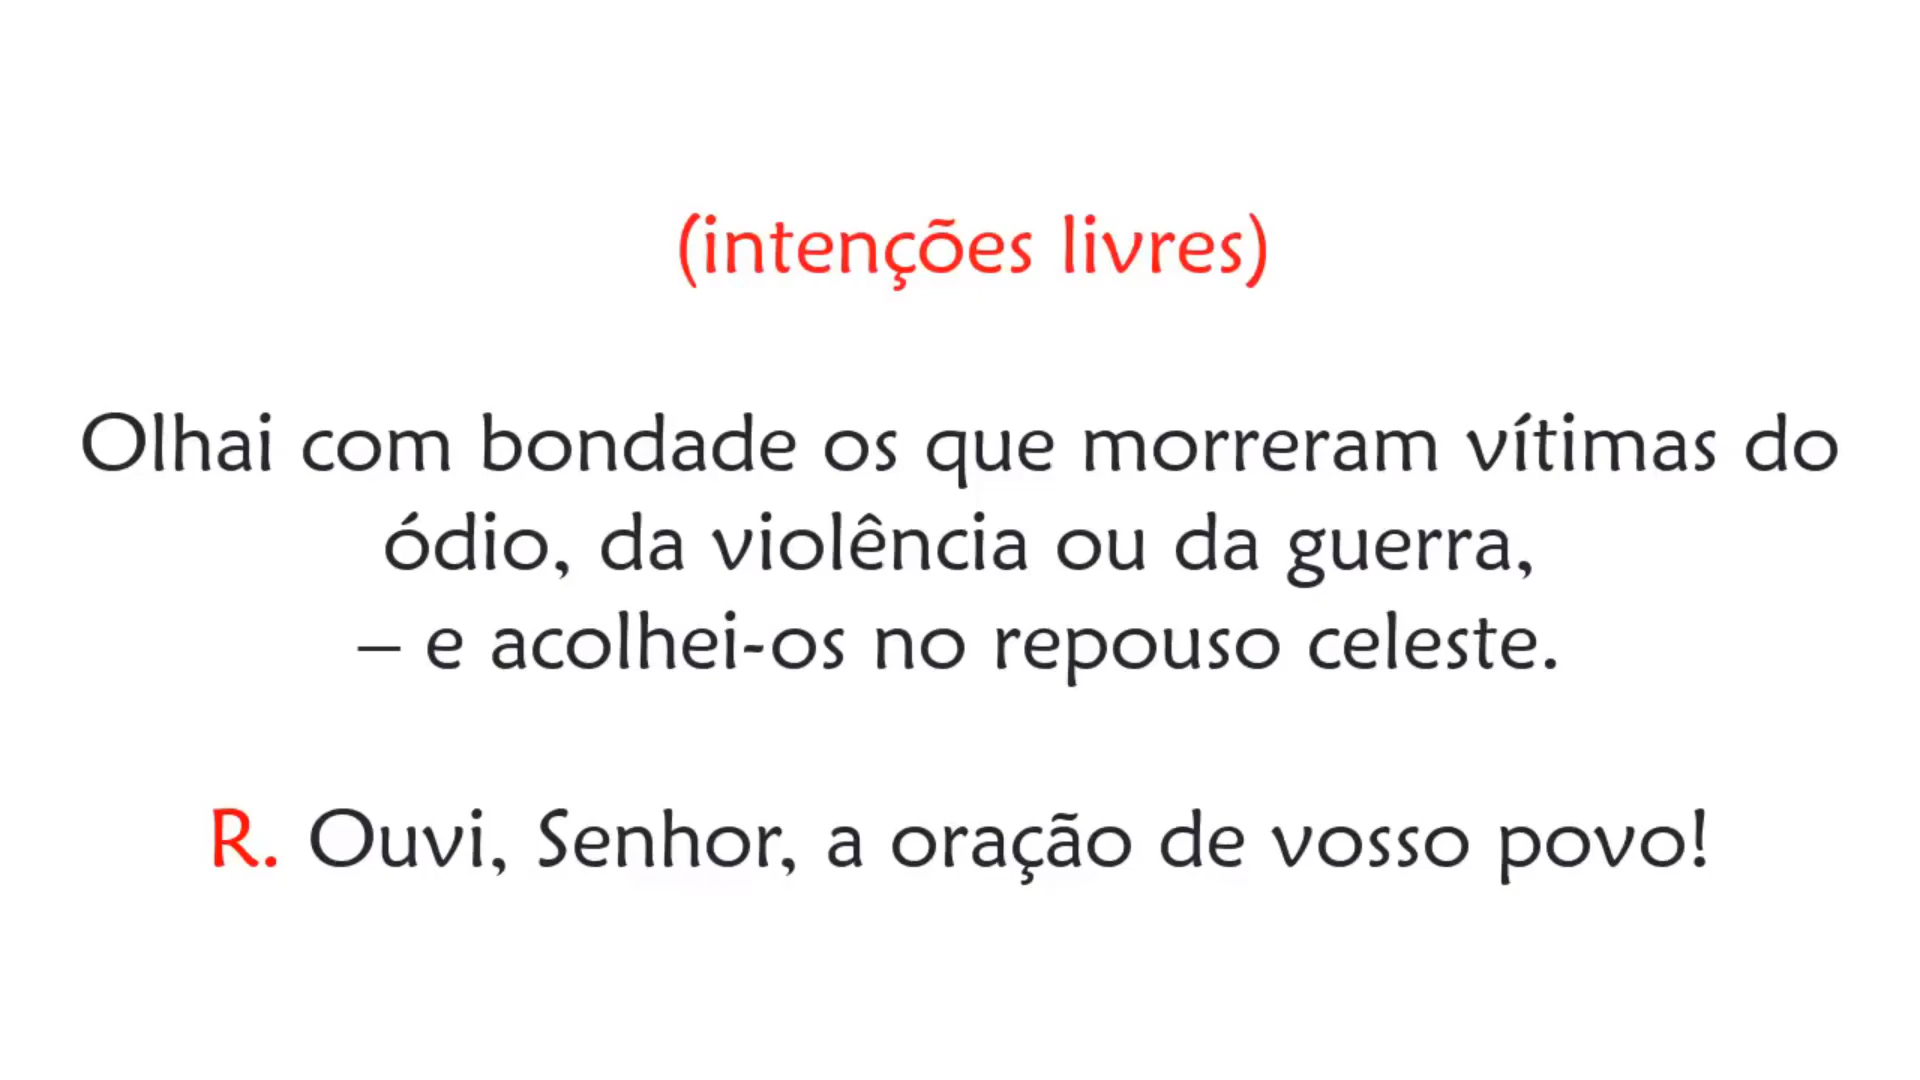 (intenções livres)
Olhai com bondade os que morreram vítimas do
ódio, da violência ou da guerra,
– e acolhei-os no repouso celeste.
R. Ouvi, Senhor, a oração de vosso povo!